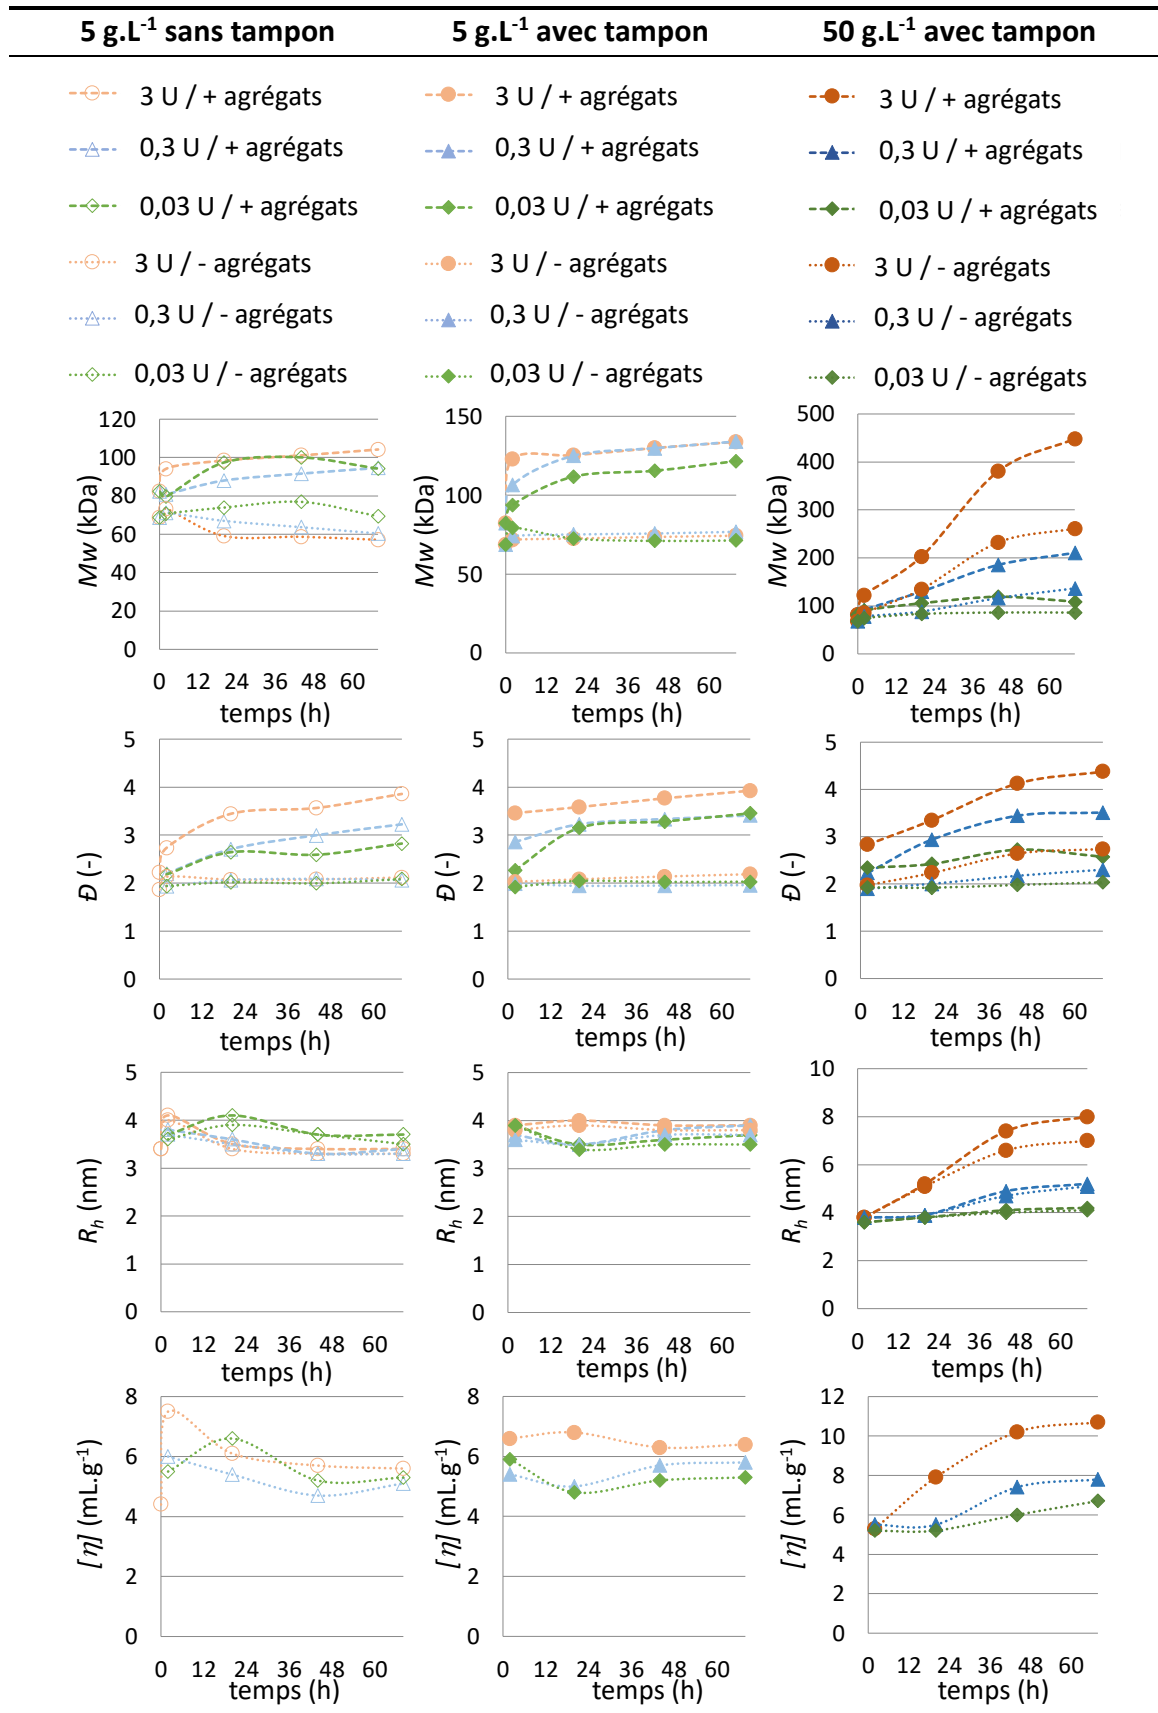 5 g.L-1 sans tampon 5 g.L-1 avec tampon 50 g.L-1 avec tampon
3 U / + agrégats 3 U / + agrégats 3 U / + agrégats
0,3 U / + agrégats 0,3 U / + agrégats 0,3 U / + agrégats
0,03 U / + agrégats 0,03 U / + agrégats 0,03 U / + agrégats
3 U / - agrégats 3 U / - agrégats 3 U / - agrégats
0,3 U / - agrégats 0,3 U / - agrégats 0,3 U / - agrégats
0,03 U / - agrégats 0,03 U / - agrégats 0,03 U / - agrégats
Mw (kDa)
120
100
80
60
40
20
0
0 12 24 36 48 60
temps (h)
Mw (kDa)
150
100
50
0
0 12 24 36 48 60
temps (h)
Mw (kDa)
500
400
300
200
100
0
0 12 24 36 48 60
temps (h)
Đ (-)
5
4
3
2
1
0
0 12 24 36 48 60
temps (h)
Đ (-)
5
4
3
2
1
0
0 12 24 36 48 60
temps (h)
Đ (-)
5
4
3
2
1
0
0 12 24 36 48 60
temps (h)
Rh (nm)
5
4
3
2
1
0
0 12 24 36 48 60
temps (h)
Rh (nm)
5
4
3
2
1
0
0 12 24 36 48 60
temps (h)
Rh (nm)
10
8
6
4
2
0
0 12 24 36 48 60
temps (h)
[η] (mL.g-1)
8
6
4
2
0
0 12 24 36 48 60
temps (h)
[η] (mL.g-1)
8
6
4
2
0
0 12 24 36 48 60
temps (h)
[η] (mL.g-1)
12
10
8
6
4
2
0
0 12 24 36 48 60
temps (h)